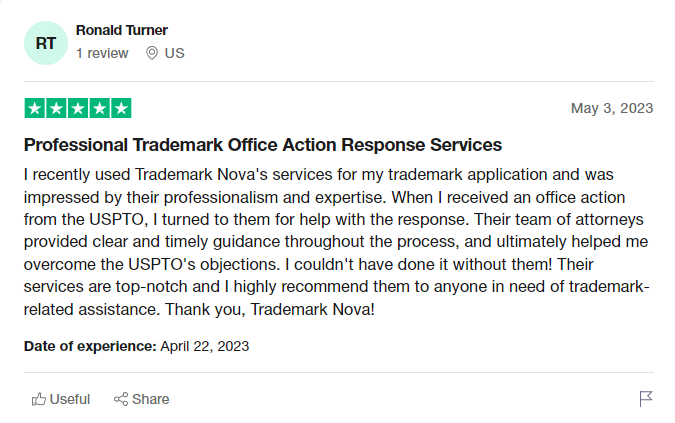 RT
Ronald Turner
1 review US
May 3, 2023
Professional Trademark Office Action Response Services
I recently used Trademark Nova's services for my trademark application and was
impressed by their professionalism and expertise. When I received an office action
from the USPTO, I turned to them for help with the response. Their team of attorneys
provided clear and timely guidance throughout the process, and ultimately helped me
overcome the USPTO's objections. I couldn't have done it without them! Their
services are top-notch and I highly recommend them to anyone in need of trademark-
related assistance. Thank you, Trademark Nova!
Date of experience: April 22, 2023
Useful Share